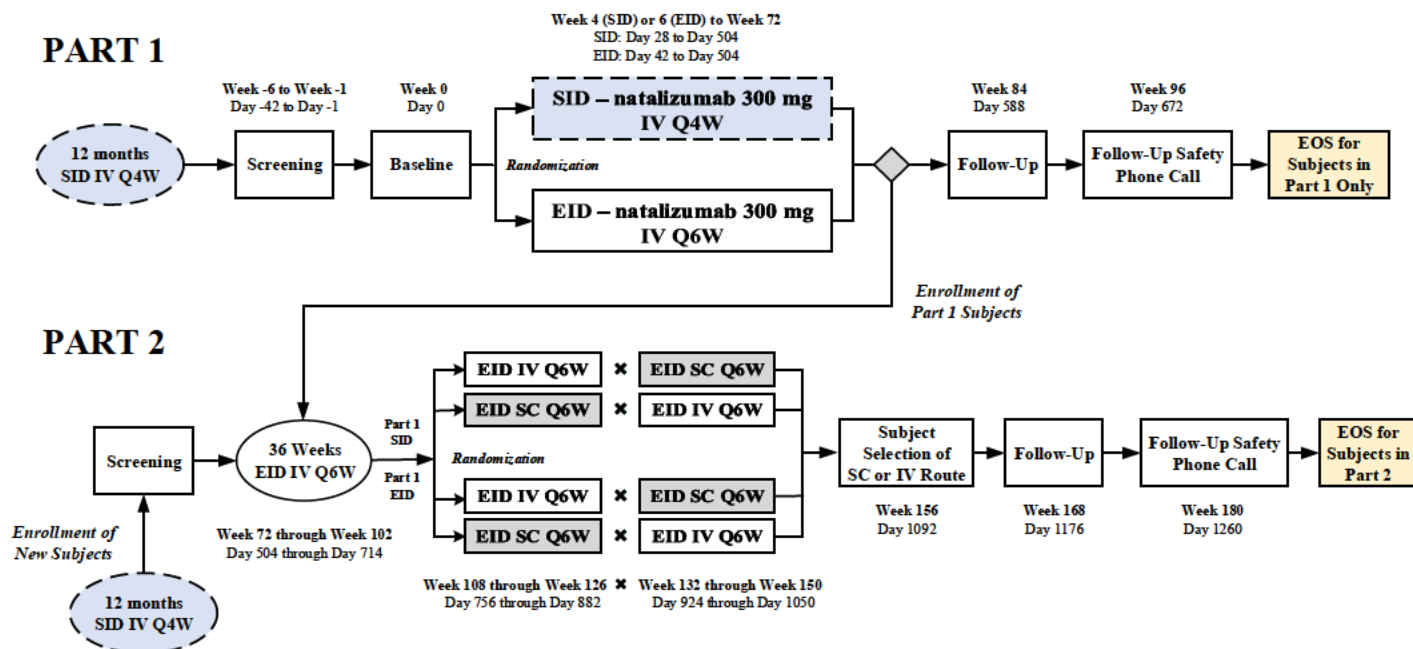 PART 1
Week 4 (SID) or 6 (EID) to Week 72
SID: Day 28 to Day 504
EID: Day 42 to Day 504
Week -6 to Week -1
Day -42 to Day -1
Week 0
Day 0
Week 84
Day 588
Week 96
Day 672
12 months
SID IV Q4W
Screening
Baseline
Randomization
SID – natalizumab 300 mg
IV Q4W
EID – natalizumab 300 mg
IV Q6W
Follow-Up
Follow-Up Safety
Phone Call
EOS for
Subjects in
Part 1 Only
Enrollment of
Part 1 Subjects
PART 2
Enrollment of
New Subjects
12 months
SID IV Q4W
Screening
36 Weeks
EID IV Q6W
Week 72 through Week 102
Day 504 through Day 714
Part 1
SID
Part 1
EID
Randomization
EID IV Q6W ✖ EID SC Q6W
EID SC Q6W ✖ EID IV Q6W
EID IV Q6W ✖ EID SC Q6W
EID SC Q6W ✖ EID IV Q6W
Week 108 through Week 126 ✖ Week 132 through Week 150
Day 756 through Day 882 Day 924 through Day 1050
Subject
Selection of
SC or IV Route
Week 156
Day 1092
Follow-Up
Week 168
Day 1176
Follow-Up Safety
Phone Call
Week 180
Day 1260
EOS for
Subjects in
Part 2